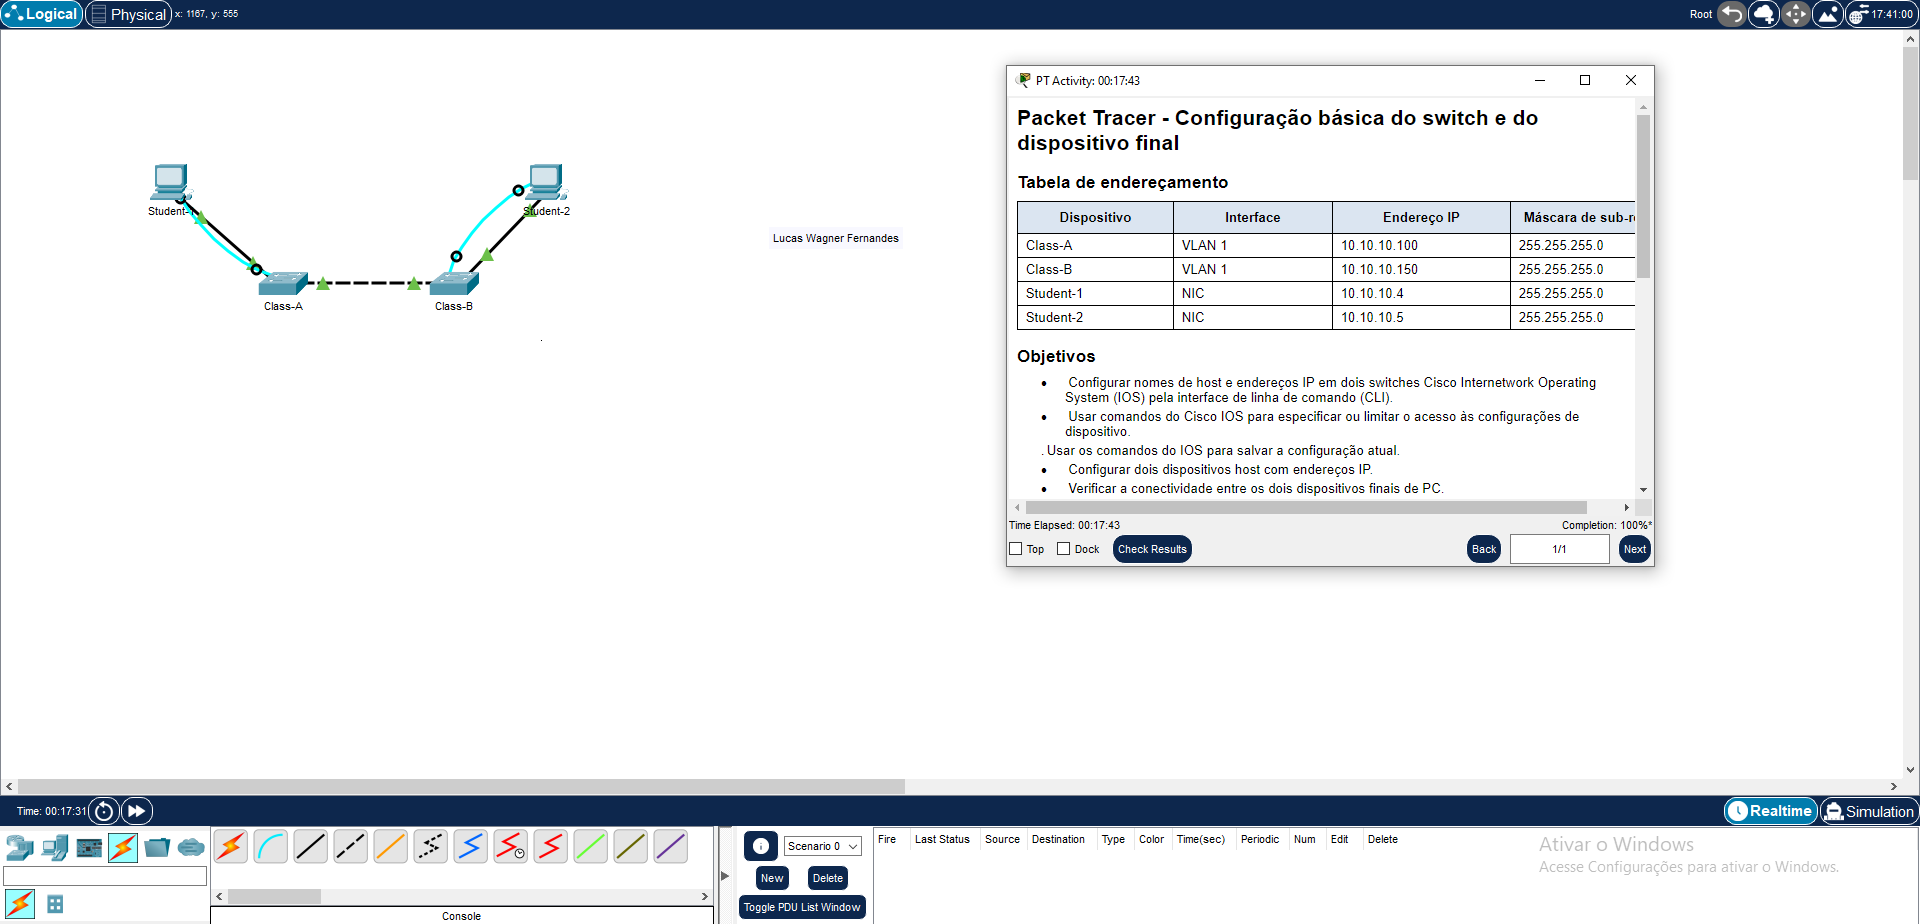 Logical
Physical
x: 1167, y: 555
Root
17:41:00
PT Activity: 00:17:43
Packet Tracer - Configuração básica do switch e do
dispositivo final
Tabela de endereçamento
Dispositivo Interface Endereço IP Máscara de sub-r
Class-A VLAN 1 10.10.10.100 255.255.255.0
Class-B VLAN 1 10.10.10.150 255.255.255.0
Student-1 NIC 10.10.10.4 255.255.255.0
Student-2 NIC 10.10.10.5 255.255.255.0
Objetivos
• Configurar nomes de host e endereços IP em dois switches Cisco Internetwork Operating
System (IOS) pela interface de linha de comando (CLI).
• Usar comandos do Cisco IOS para especificar ou limitar o acesso às configurações de
dispositivo.
. Usar os comandos do IOS para salvar a configuração atual.
• Configurar dois dispositivos host com endereços IP.
• Verificar a conectividade entre os dois dispositivos finais de PC.
Time Elapsed: 00:17:43
Completion: 100%*
Top
Dock
Check Results
Back
1/1
Next
Student-1
Student-2
Lucas Wagner Fernandes
Class-A
Class-B
Time: 00:17:31
Realtime
Simulation
Scenario 0
New
Delete
Toggle PDU List Window
Fire Last Status Source Destination Type Color Time(sec) Periodic Num Edit Delete
Ativar o Windows
Acesse Configurações para ativar o Windows.
Console